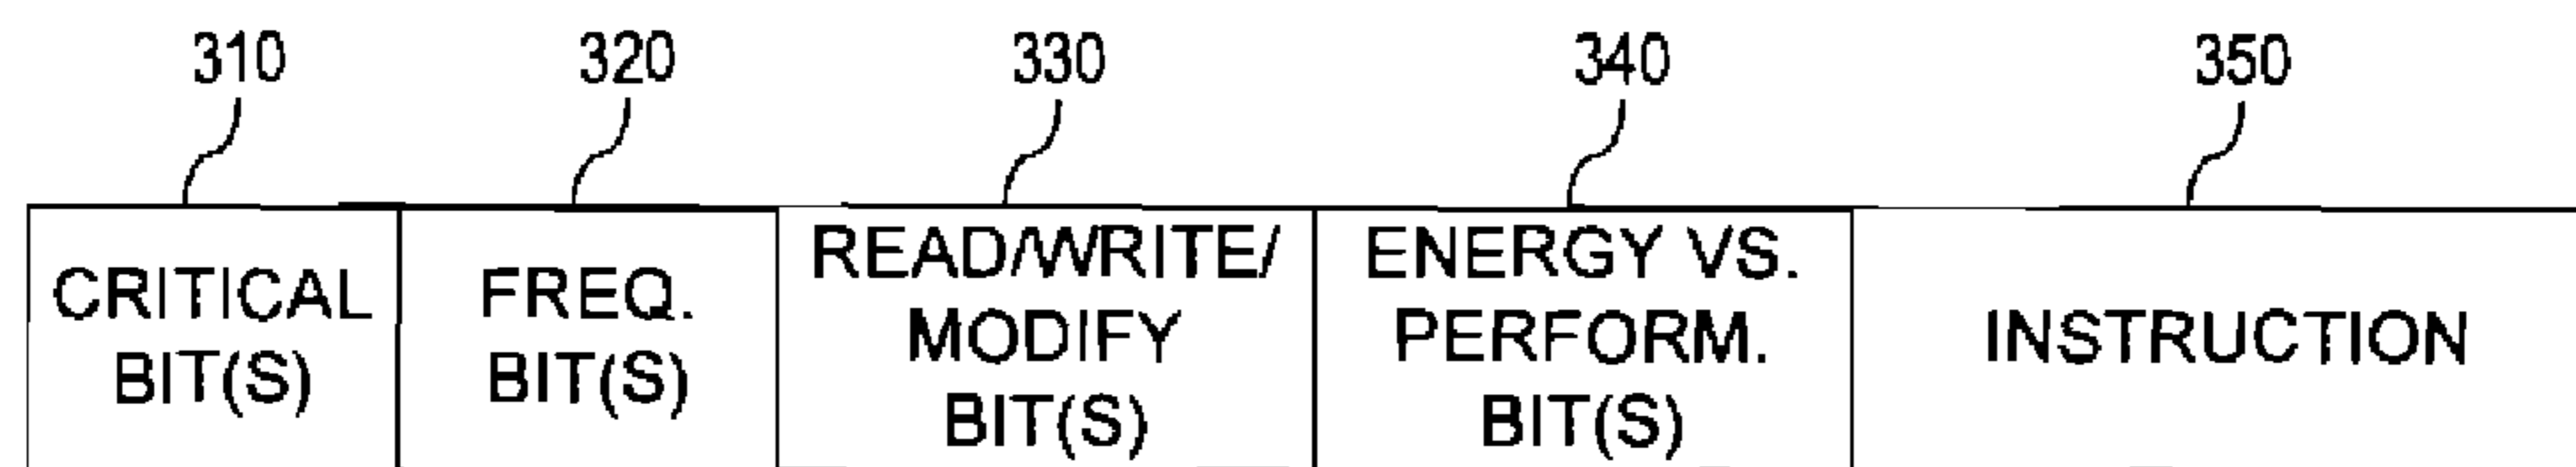 310 320 330 340 350
CRITICAL
BIT(S)
FREQ.
BIT(S)
READ/WRITE/
MODIFY
BIT(S)
ENERGY VS.
PERFORM.
BIT(S)
INSTRUCTION